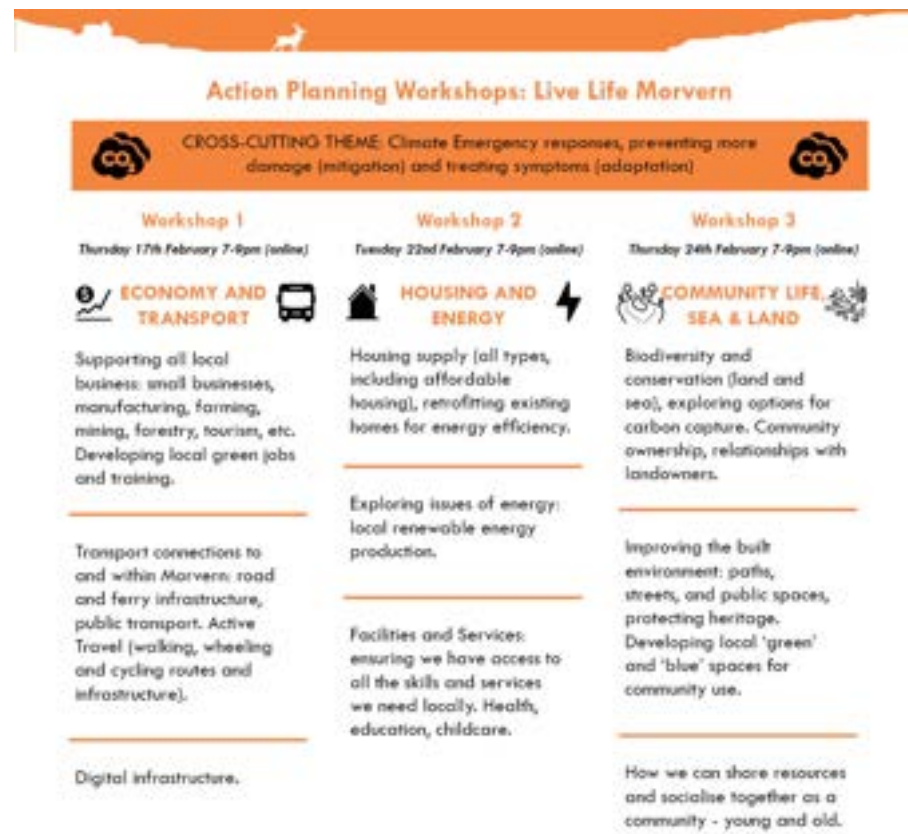 Action Planning Workshops: Live Life Morvern
CO2
CROSS-CUTTING THEME: Climate Emergency responses, preventing more
damage (mitigation) and treating symptoms (adaptation)
CO2
Workshop 1
Thursday 17th February 7-9pm (online)
ECONOMY AND
TRANSPORT
Supporting all local
business: small businesses,
manufacturing, farming,
mining, forestry, tourism, etc.
Developing local green jobs
and training.
Transport connections to
and within Morvern: road
and ferry infrastructure,
public transport. Active
Travel (walking, wheeling
and cycling routes and
infrastructure).
Digital infrastructure.
Workshop 2
Tuesday 22nd February 7-9pm (online)
HOUSING AND
ENERGY
Housing supply (all types,
including affordable
housing), retrofitting existing
homes for energy efficiency.
Exploring issues of energy:
local renewable energy
production.
Facilities and Services:
ensuring we have access to
all the skills and services
we need locally. Health,
education, childcare.
Workshop 3
Thursday 24th February 7-9pm (online)
COMMUNITY LIFE,
SEA & LAND
Biodiversity and
conservation (land and
sea), exploring options for
carbon capture. Community
ownership, relationships with
landowners.
Improving the built
environment: paths,
streets, and public spaces,
protecting heritage.
Developing local 'green'
and 'blue' spaces for
community use.
How we can share resources
and socialise together as a
community - young and old.